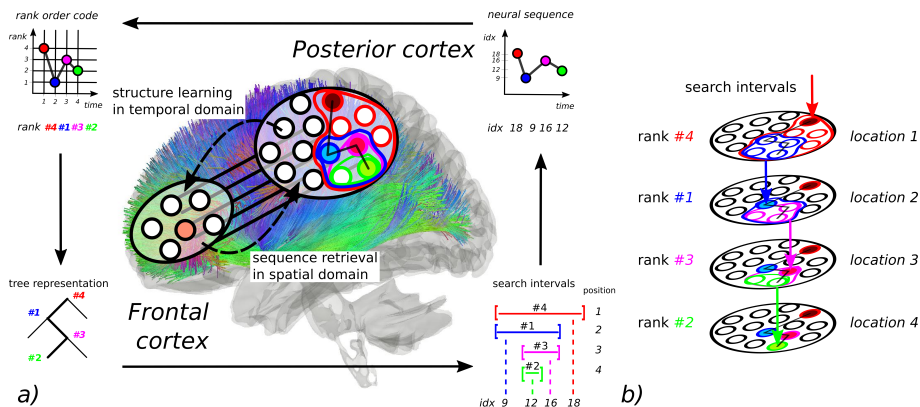 rank order code
rank
4
3
2
1
1 2 3 4
time
rank #4 #1 #3 #2
neural sequence
idx
18
16
12
9
time
idx 18 9 16 12
Posterior cortex
structure learning
in temporal domain
sequence retrieval
in spatial domain
Frontal
cortex
tree representation
#4
#1
#3
#2
a)
search intervals
position
#4 1
#1 2
#3 3
#2 4
idx 9 12 16 18
search intervals
rank #4 location 1
rank #1 location 2
rank #3 location 3
rank #2 location 4
b)